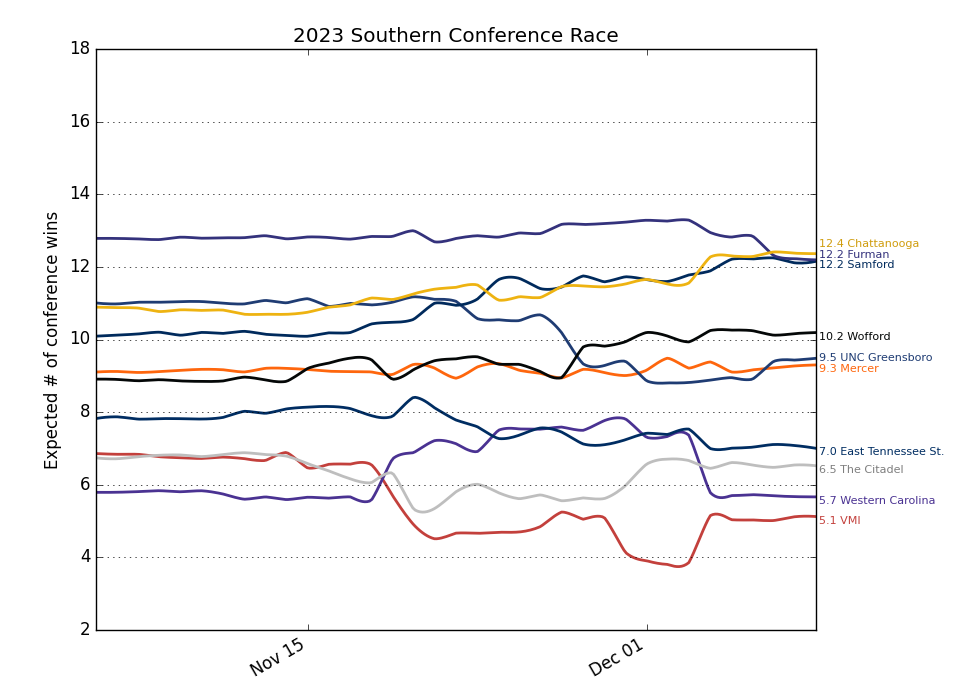 2023 Southern Conference Race
Expected # of conference wins
18
16
14
12
10
8
6
4
2
Nov 15
Dec 01
12.4 Chattanooga
12.2 Furman
12.2 Samford
10.2 Wofford
9.5 UNC Greensboro
9.3 Mercer
7.0 East Tennessee St.
6.5 The Citadel
5.7 Western Carolina
5.1 VMI